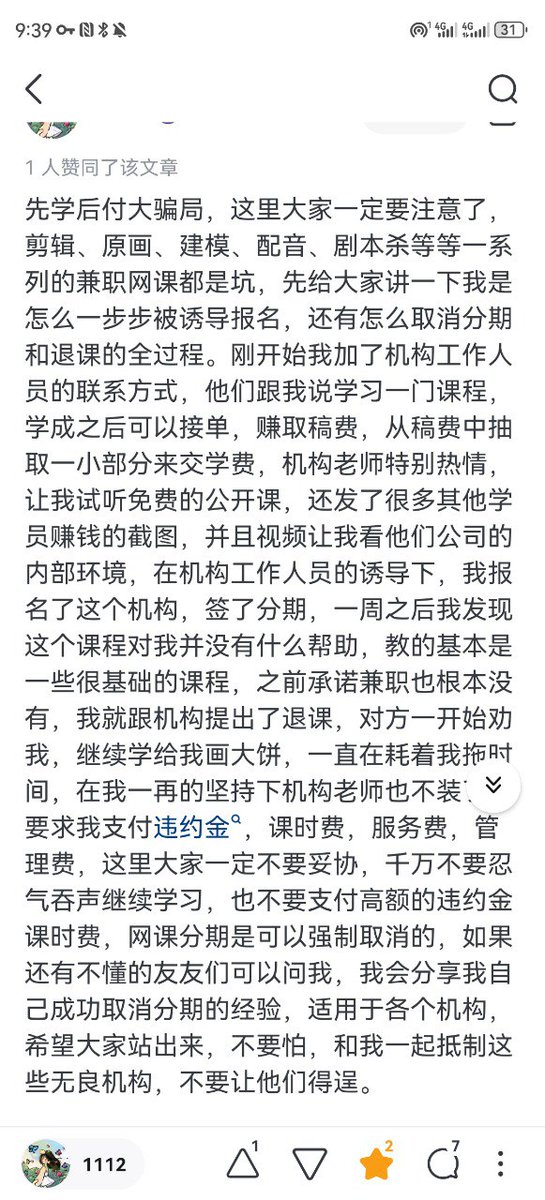 9:39
4G
4G
31
1 人赞同了该文章
先学后付大骗局，这里大家一定要注意了，
剪辑、原画、建模、配音、剧本杀等等一系
列的兼职网课都是坑，先给大家讲一下我是
怎么一步步被诱导报名，还有怎么取消分期
和退课的全过程。刚开始我加了机构工作人
员的联系方式，他们跟我说学习一门课程，
学成之后可以接单，赚取稿费，从稿费中抽
取一小部分来交学费，机构老师特别热情，
让我试听免费的公开课，还发了很多其他学
员赚钱的截图，并且视频让我看他们公司的
内部环境，在机构工作人员的诱导下，我报
名了这个机构，签了分期，一周之后我发现
这个课程对我并没有什么帮助，教的基本是
一些很基础的课程，之前承诺兼职也根本没
有，我就跟机构提出了退课，对方一开始劝
我，继续学给我画大饼，一直在耗着我拖时
间，在我一再的坚持下机构老师也不装
要求我支付违约金，课时费，服务费，管
理费，这里大家一定不要妥协，千万不要忍
气吞声继续学习，也不要支付高额的违约金
课时费，网课分期是可以强制取消的，如果
还有不懂的友友们可以问我，我会分享我自
己成功取消分期的经验，适用于各个机构，
希望大家站出来，不要怕，和我一起抵制这
些无良机构，不要让他们得逞。
1112
1
2
7